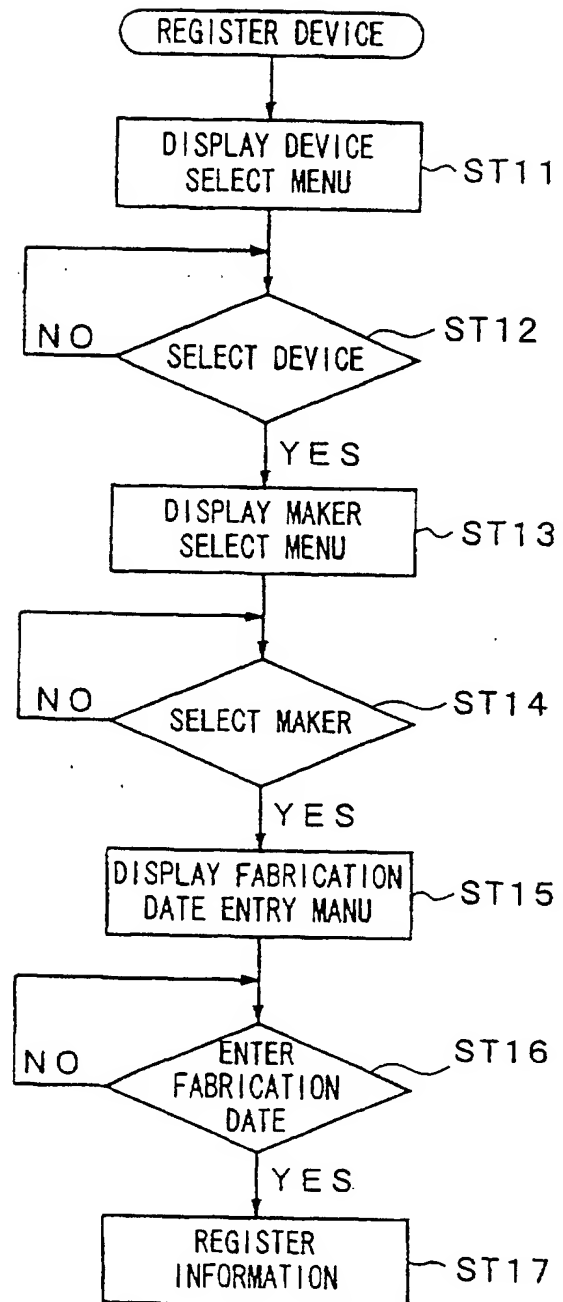 REGISTER DEVICE
DISPLAY DEVICE
SELECT MENU
ST11
NO
SELECT DEVICE
ST12
YES
DISPLAY MAKER
SELECT MENU
ST13
NO
SELECT MAKER
ST14
YES
DISPLAY FABRICATION
DATE ENTRY MANU
ST15
NO
ENTER
FABRICATION
DATE
ST16
YES
REGISTER
INFORMATION
ST17